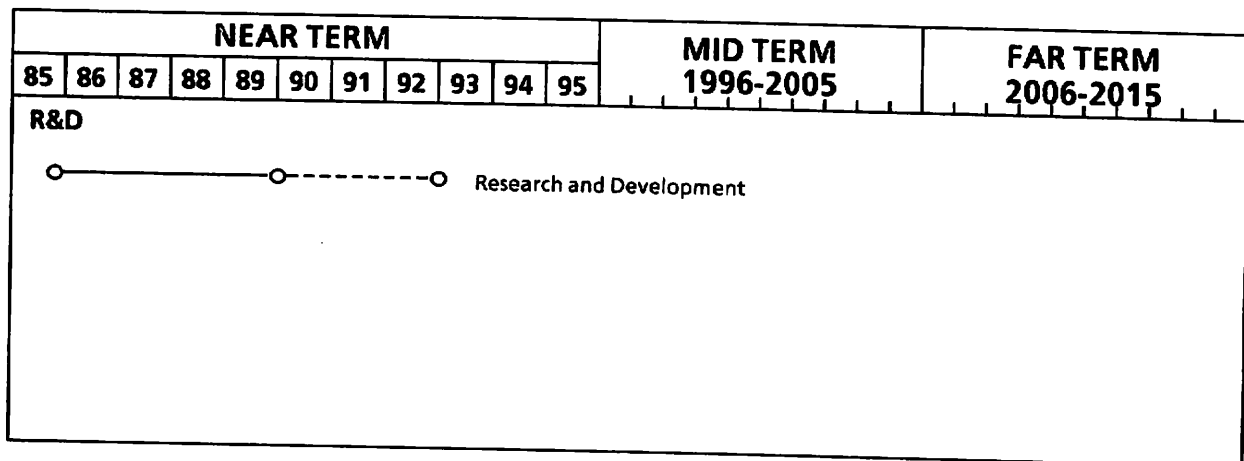 NEAR TERM
MID TERM
1996-2005
FAR TERM
2006-2015
85 86 87 88 89 90 91 92 93 94 95
R&D
Research and Development